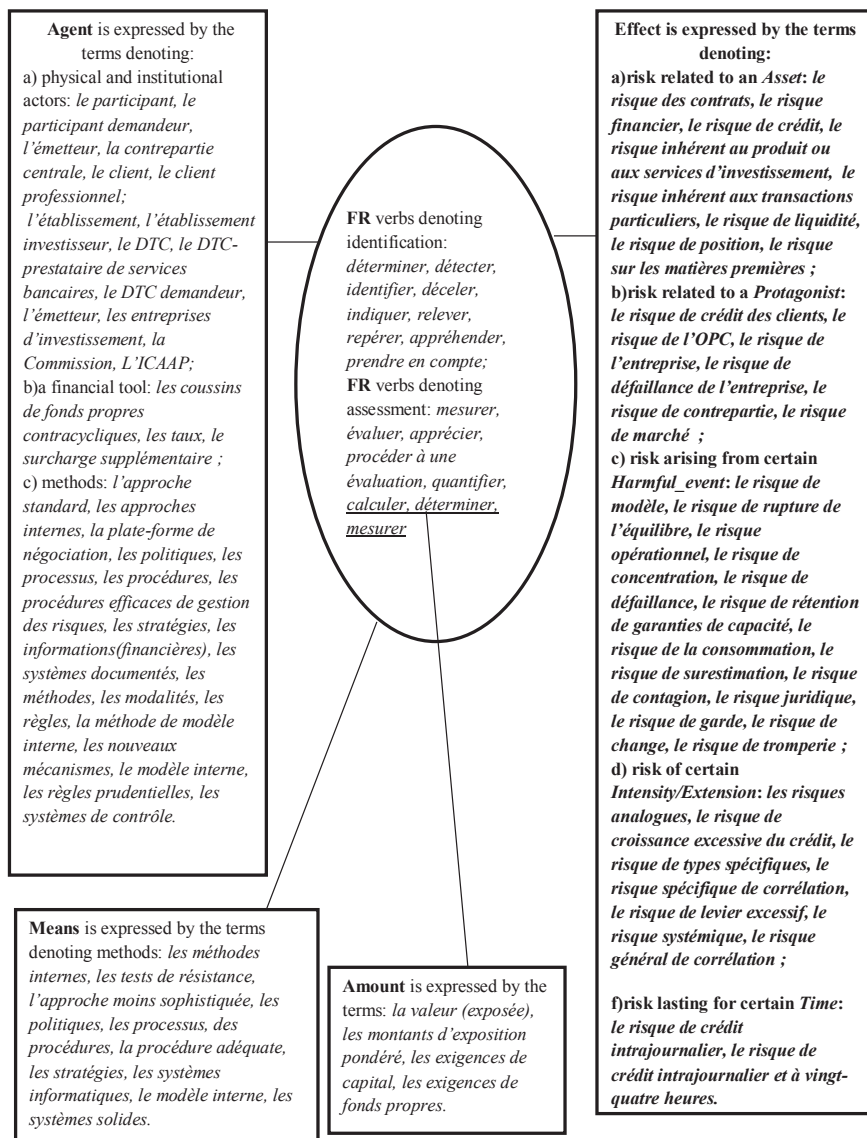 Agent is expressed by the
terms denoting:
a) physical and institutional
actors: le participant, le
participant demandeur,
l'émetteur, la contrepartie
centrale, le client, le client
professionnel;
l'établissement, l'établissement
investisseur, le DTC, le DTC-
prestataire de services
bancaires, le DTC demandeur,
l'émetteur, les entreprises
d'investissement, la
Commission, L'ICAAP;
b)a financial tool: les coussins
de fonds propres
contracycliques, les taux, le
surcharge supplémentaire ;
c) methods: l'approche
standard, les approches
internes, la plate-forme de
négociation, les politiques, les
processus, les procédures, les
procédures efficaces de gestion
des risques, les stratégies, les
informations(financières), les
systèmes documentés, les
méthodes, les modalités, les
règles, la méthode de modèle
interne, les nouveaux
mécanismes, le modèle interne,
les règles prudentielles, les
systèmes de contrôle.
FR verbs denoting
identification:
déterminer, détecter,
identifier, déceler,
indiquer, relever,
repérer, appréhender,
prendre en compte;
FR verbs denoting
assessment: mesurer,
évaluer, apprécier,
procéder à une
évaluation, quantifier,
calculer, déterminer,
mesurer
Effect is expressed by the terms
denoting:
a)risk related to an Asset: le
risque des contrats, le risque
financier, le risque de crédit, le
risque inhérent au produit ou
aux services d'investissement, le
risque inhérent aux transactions
particuliers, le risque de liquidité,
le risque de position, le risque
sur les matières premières ;
b)risk related to a Protagonist:
le risque de crédit des clients, le
risque de l'OPC, le risque de
l'entreprise, le risque de
défaillance de l'entreprise, le
risque de contrepartie, le risque
de marché ;
c) risk arising from certain
Harmful_event: le risque de
modèle, le risque de rupture de
l'équilibre, le risque
opérationnel, le risque de
concentration, le risque de
défaillance, le risque de rétention
de garanties de capacité, le
risque de la consommation, le
risque de surestimation, le risque
de contagion, le risque juridique,
le risque de garde, le risque de
change, le risque de tromperie ;
d) risk of certain
Intensity/Extension: les risques
analogues, le risque de
croissance excessive du crédit, le
risque de types spécifiques, le
risque spécifique de corrélation,
le risque de levier excessif, le
risque systémique, le risque
général de corrélation ;
f)risk lasting for certain Time:
le risque de crédit
intrajournalier, le risque de
crédit intrajournalier et à vingt-
quatre heures.
Means is expressed by the terms
denoting methods: les méthodes
internes, les tests de résistance,
l'approche moins sophistiquée, les
politiques, les processus, des
procédures, la procédure adéquate,
les stratégies, les systèmes
informatiques, le modèle interne, les
systèmes solides.
Amount is expressed by the
terms: la valeur (exposée),
les montants d'exposition
pondéré, les exigences de
capital, les exigences de
fonds propres.